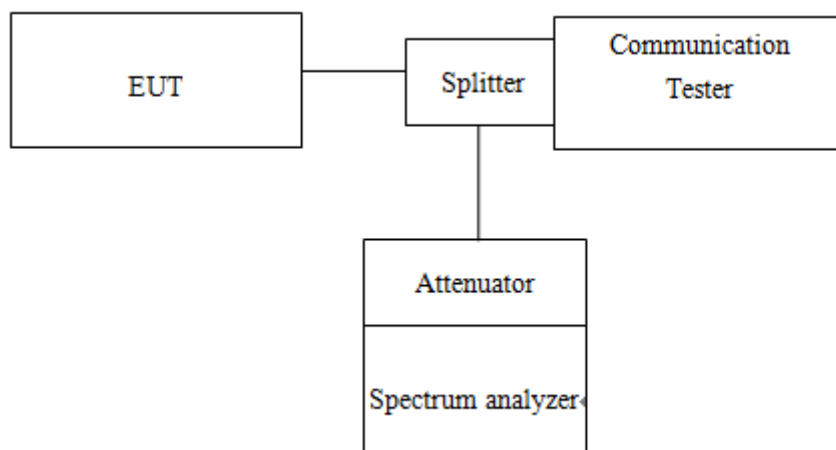 EUT
Splitter
Communication
Tester
Attenuator
Spectrum analyzer